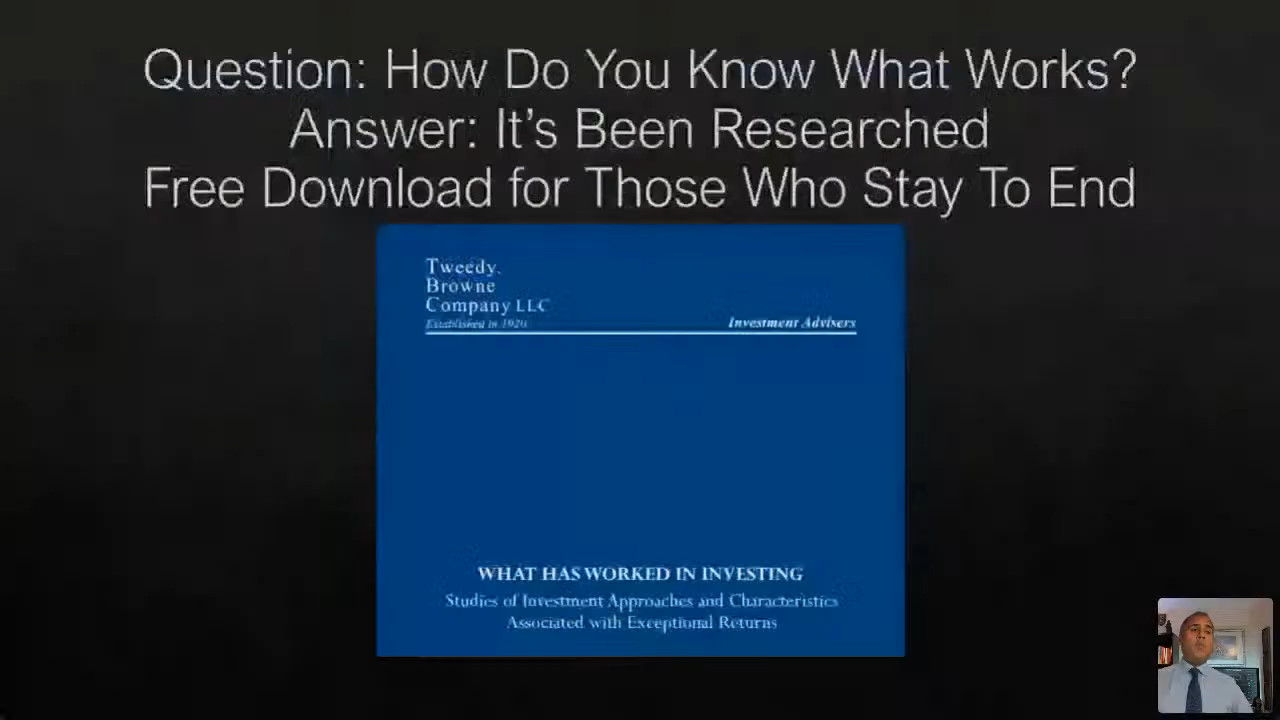 Question: How Do You Know What Works?
Answer: It's Been Researched
Free Download for Those Who Stay To End
Tweedy,
Browne
Company LLC
Established in 1920
Investment Advisers
WHAT HAS WORKED IN INVESTING
Studies of Investment Approaches and Characteristics
Associated with Exceptional Returns